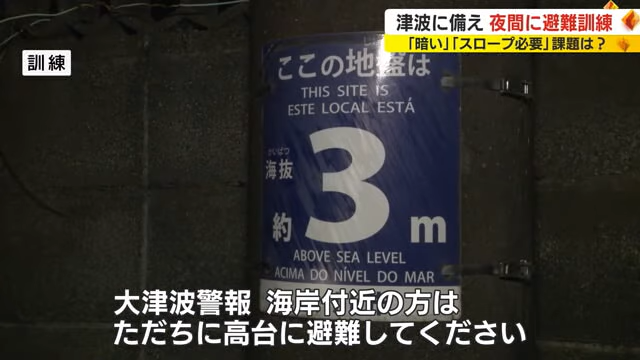 津波に備え 夜間に避難訓練
「暗い」「スロープ必要」課題は？
訓練
ここの地盤は
THIS SITE IS
ESTE LOCAL ESTÁ
かいばつ
海抜
約3m
ABOVE SEA LEVEL
ACIMA DO NÍVEL DO MAR
大津波警報 海岸付近の方は
ただちに高台に避難してください